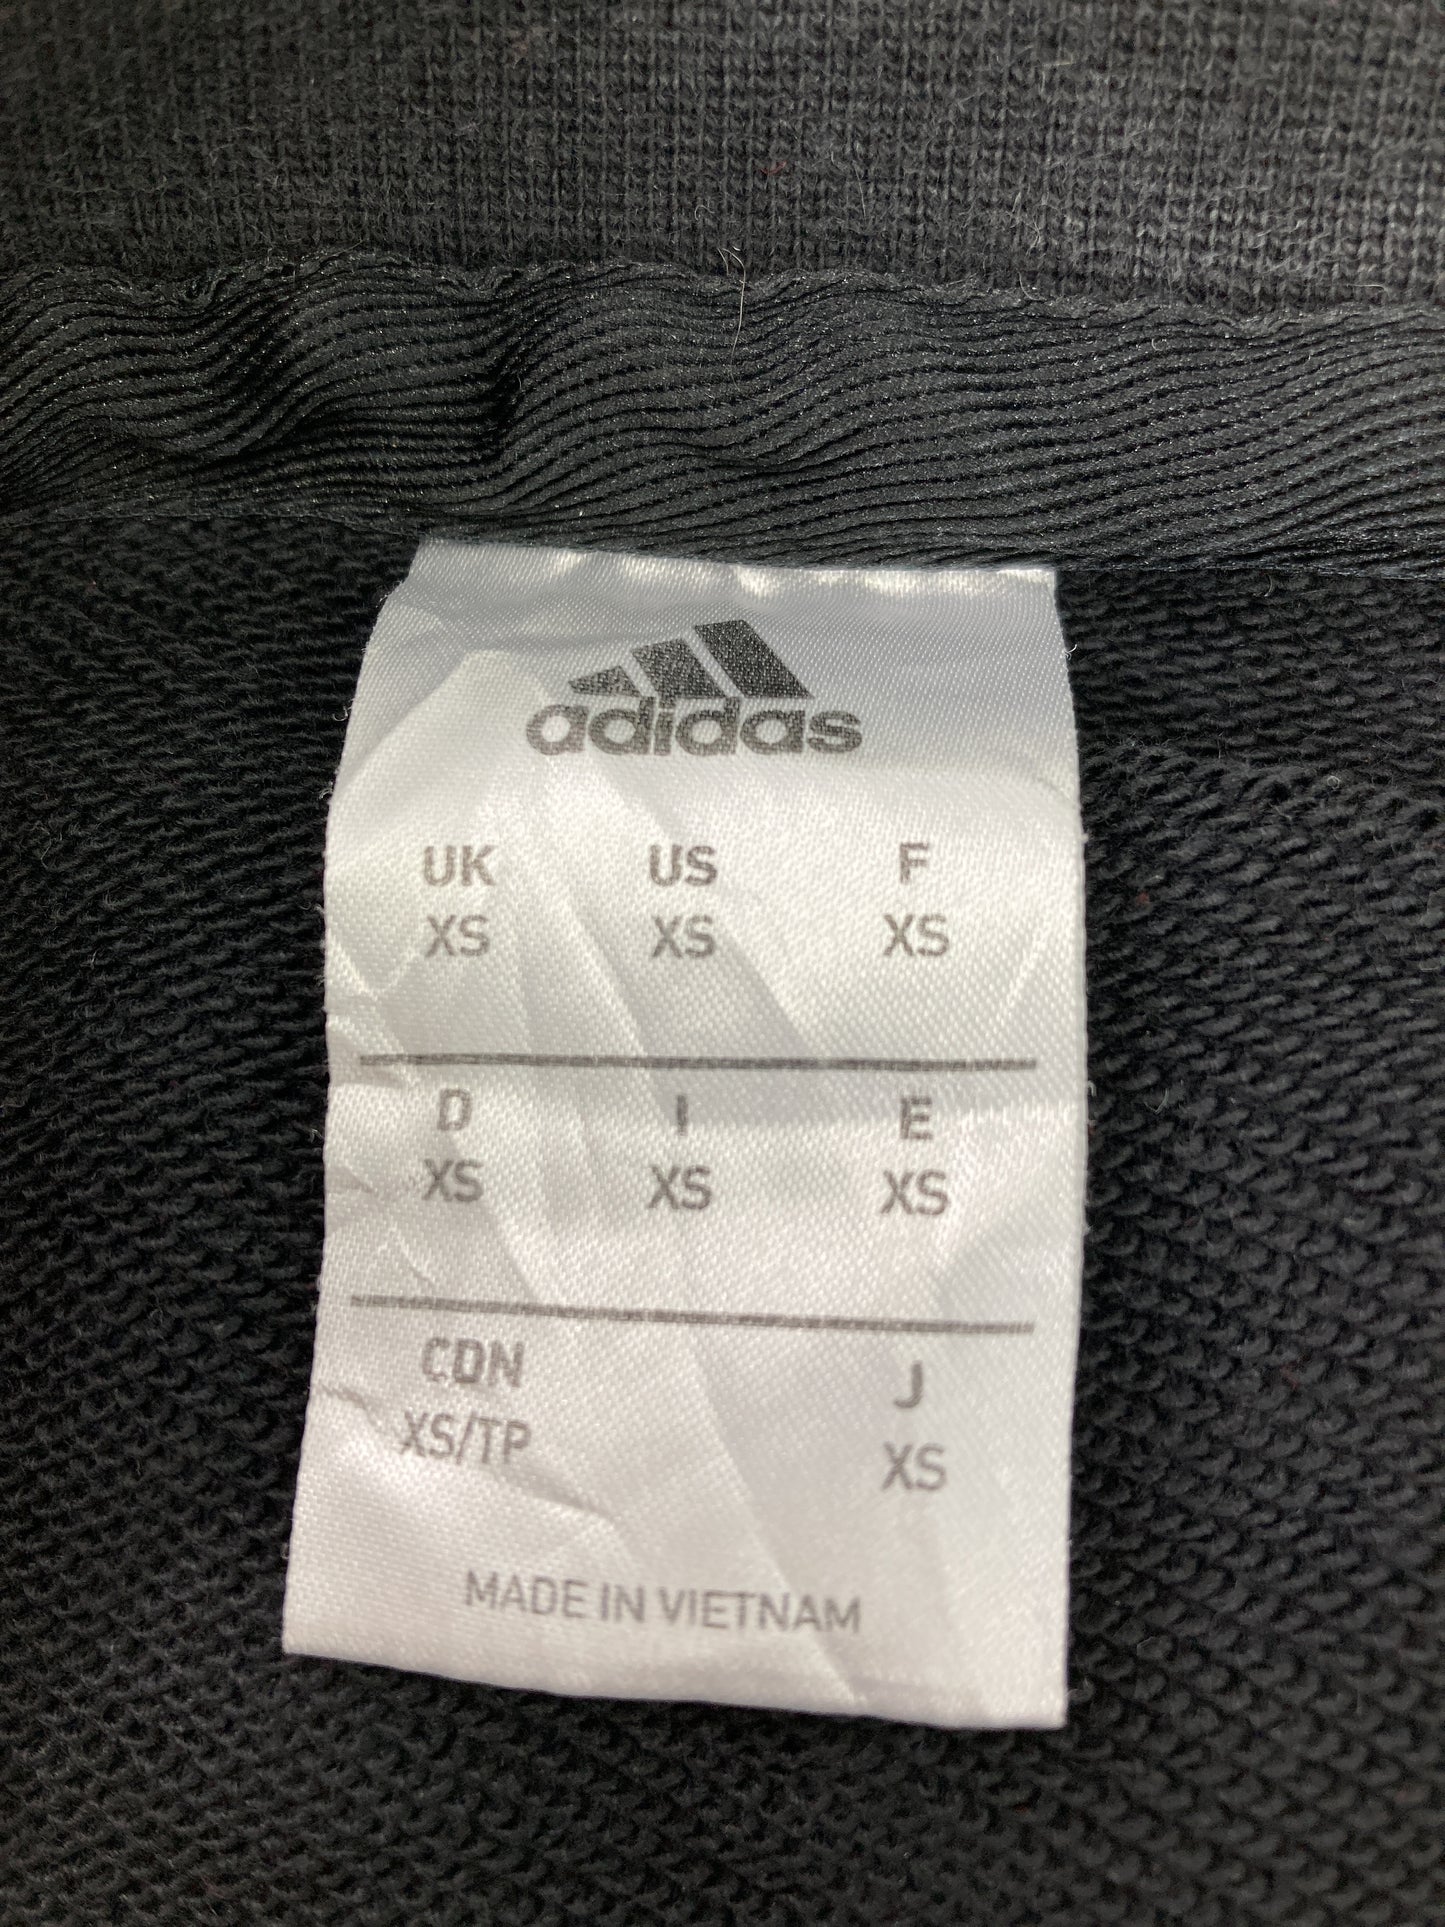 adidas
UK US F
XS XS XS
D I E
XS XS XS
CDN J
XS/TP XS
MADE IN VIETNAM